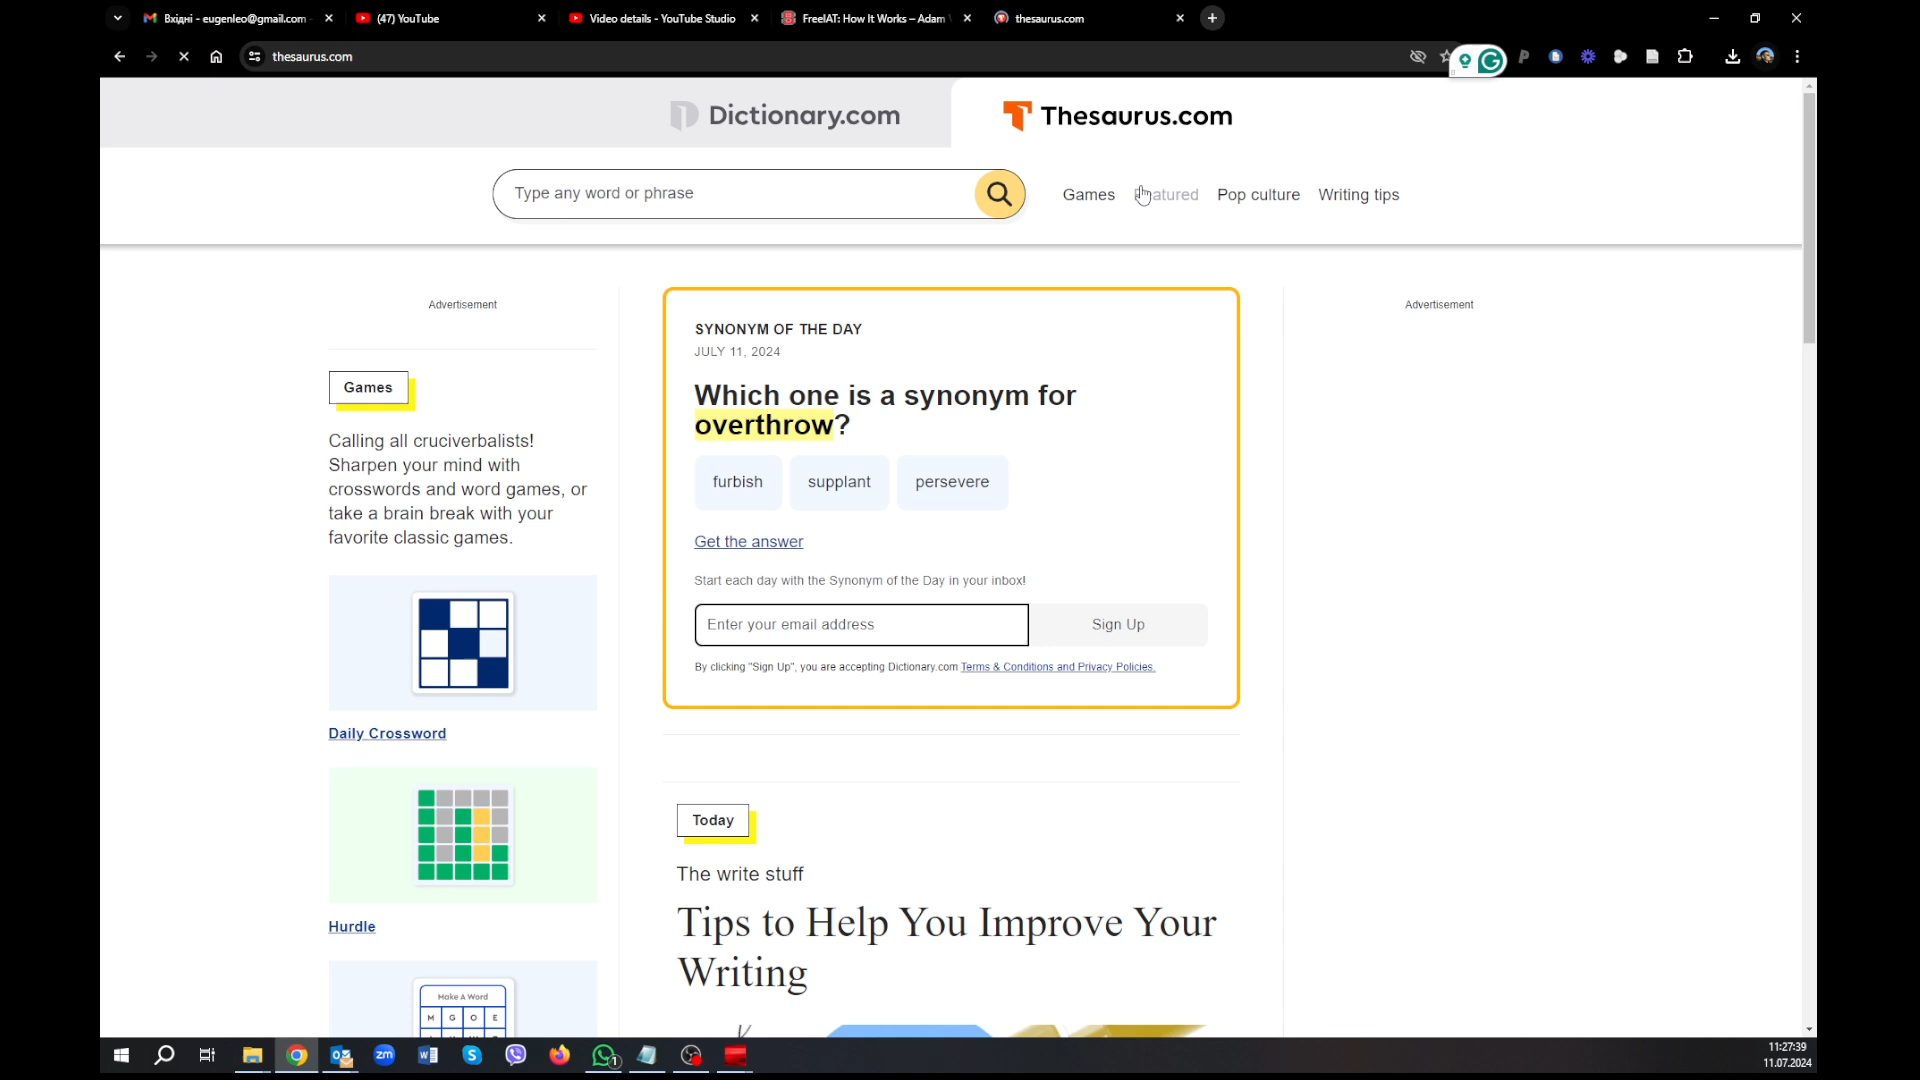 Вхідні - eugenleo@gmail.com
(47) YouTube
Video details - YouTube Studio
FreeIAT: How It Works – Adam
thesaurus.com
thesaurus.com
Dictionary.com
Thesaurus.com
Type any word or phrase
Games
Pop culture
Writing tips
Advertisement
Advertisement
SYNONYM OF THE DAY
JULY 11, 2024
Which one is a synonym for
overthrow?
furbish
supplant
persevere
Get the answer
Start each day with the Synonym of the Day in your inbox!
Enter your email address
Sign Up
By clicking "Sign Up", you are accepting Dictionary.com Terms & Conditions and Privacy Policies.
Games
Calling all cruciverbalists!
Sharpen your mind with
crosswords and word games, or
take a brain break with your
favorite classic games.
Daily Crossword
Hurdle
Make A Word
M G O E
Today
The write stuff
Tips to Help You Improve Your
Writing
zm
1
11:27:39
11.07.2024